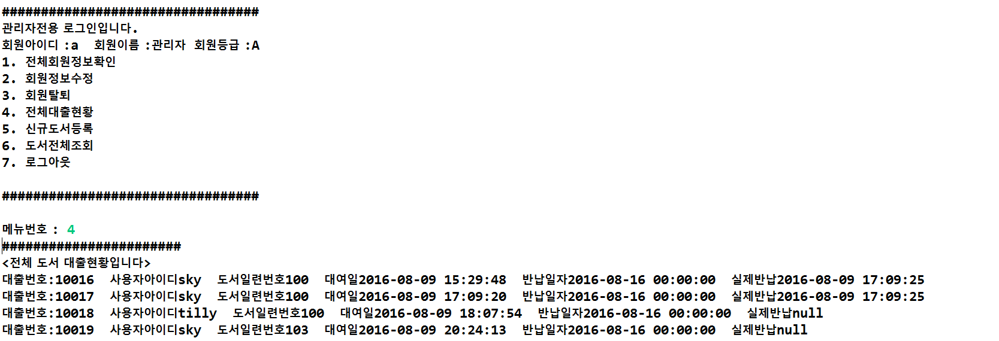 #################################
관리자전용 로그인입니다.
회원아이디 :a  회원이름 :관리자 회원등급 :A
1. 전체회원정보확인
2. 회원정보수정
3. 회원탈퇴
4. 전체대출현황
5. 신규도서등록
6. 도서전체조회
7. 로그아웃
#################################
메뉴번호 : 4
#######################
<전체 도서 대출현황입니다>
대출번호:10016  사용자아이디sky  도서일련번호100  대여일2016-08-09 15:29:48  반납일자2016-08-16 00:00:00  실제반납2016-08-09 17:09:25
대출번호:10017  사용자아이디sky  도서일련번호100  대여일2016-08-09 17:09:20  반납일자2016-08-16 00:00:00  실제반납2016-08-09 17:09:25
대출번호:10018  사용자아이디tilly  도서일련번호100  대여일2016-08-09 18:07:54  반납일자2016-08-16 00:00:00  실제반납null
대출번호:10019  사용자아이디sky  도서일련번호103  대여일2016-08-09 20:24:13  반납일자2016-08-16 00:00:00  실제반납null